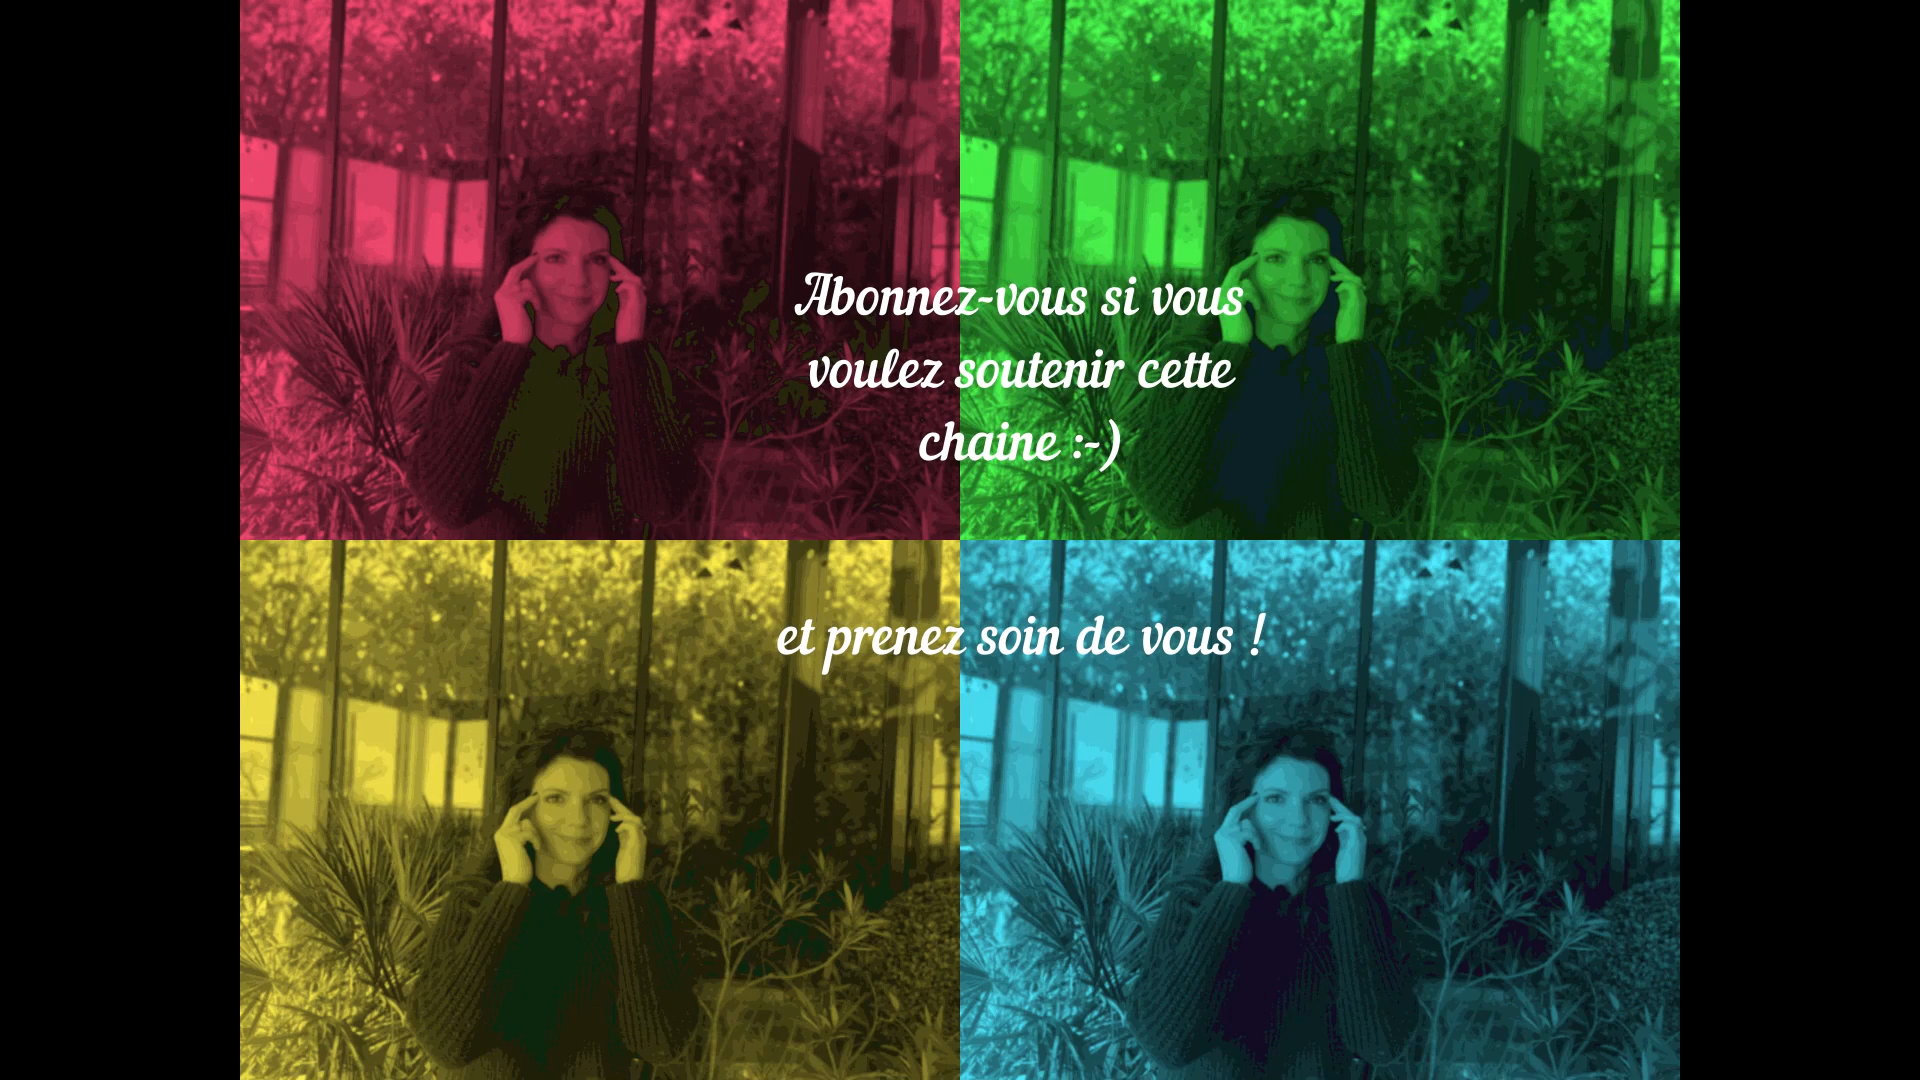 Abonnez-vous si vous
voulez soutenir cette
chaine :-)
et prenez soin de vous !